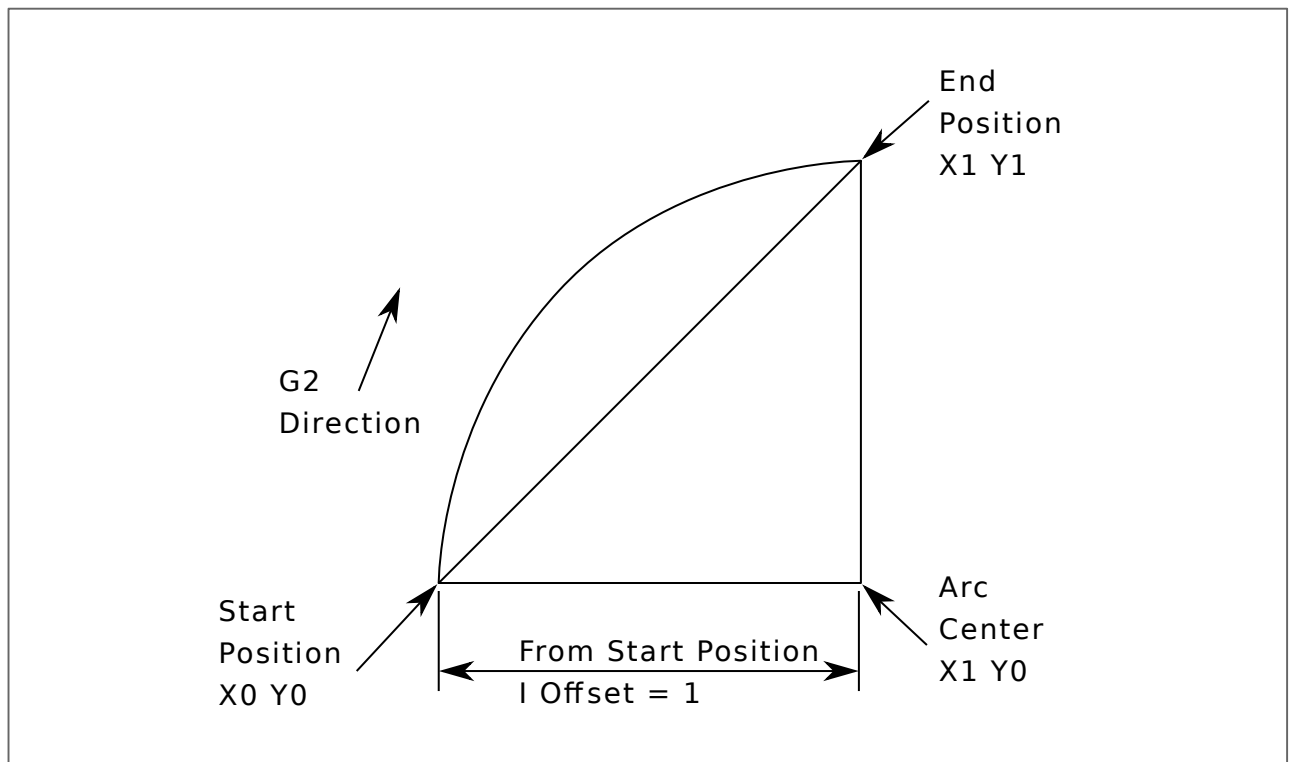 End
Position
X1 Y1
G2
Direction
Start
Position
X0 Y0
From Start Position
I Offset = 1
Arc
Center
X1 Y0